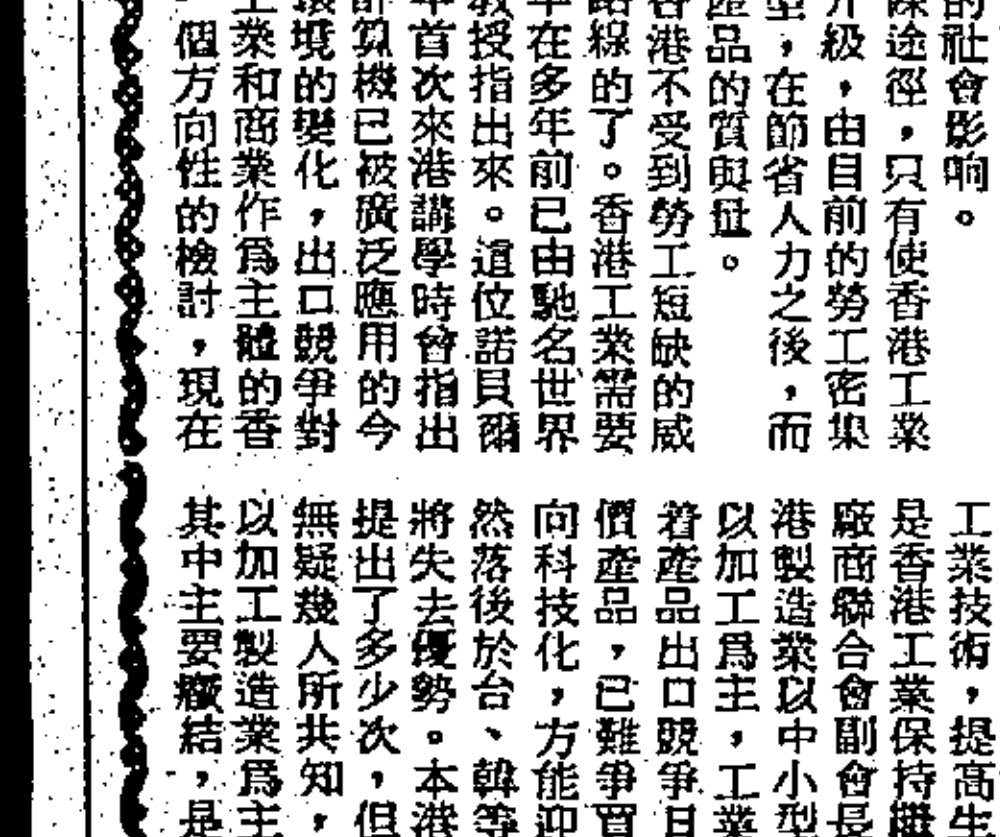 的社會影响。
除途徑，只有使香港工業
升級，由目前的勞工密集
型，在節省人力之後，而
產品的質與量。
香港不受到勞工短缺的威
路線的了。香港工業需要
年在多年前已由馳名世界
教授指出來。這位諾貝爾
年首次來港講學時曾指出
計算機已被廣泛應用的今
環境的變化，出口競爭對
工業和商業作爲主體的香
個方向性的檢討，現在
工業技術，提高生
是香港工業保持
廠商聯合會副會長
港製造業以中小型
以加工爲主，工業
着產品出口競爭日
價產品，已難爭買
向科技化，方能迎
然落後於台、韓等
將失去優勢。本港
提出了多少次，但
無疑幾人所共知，
以加工製造業爲主
其中主要癥結，是